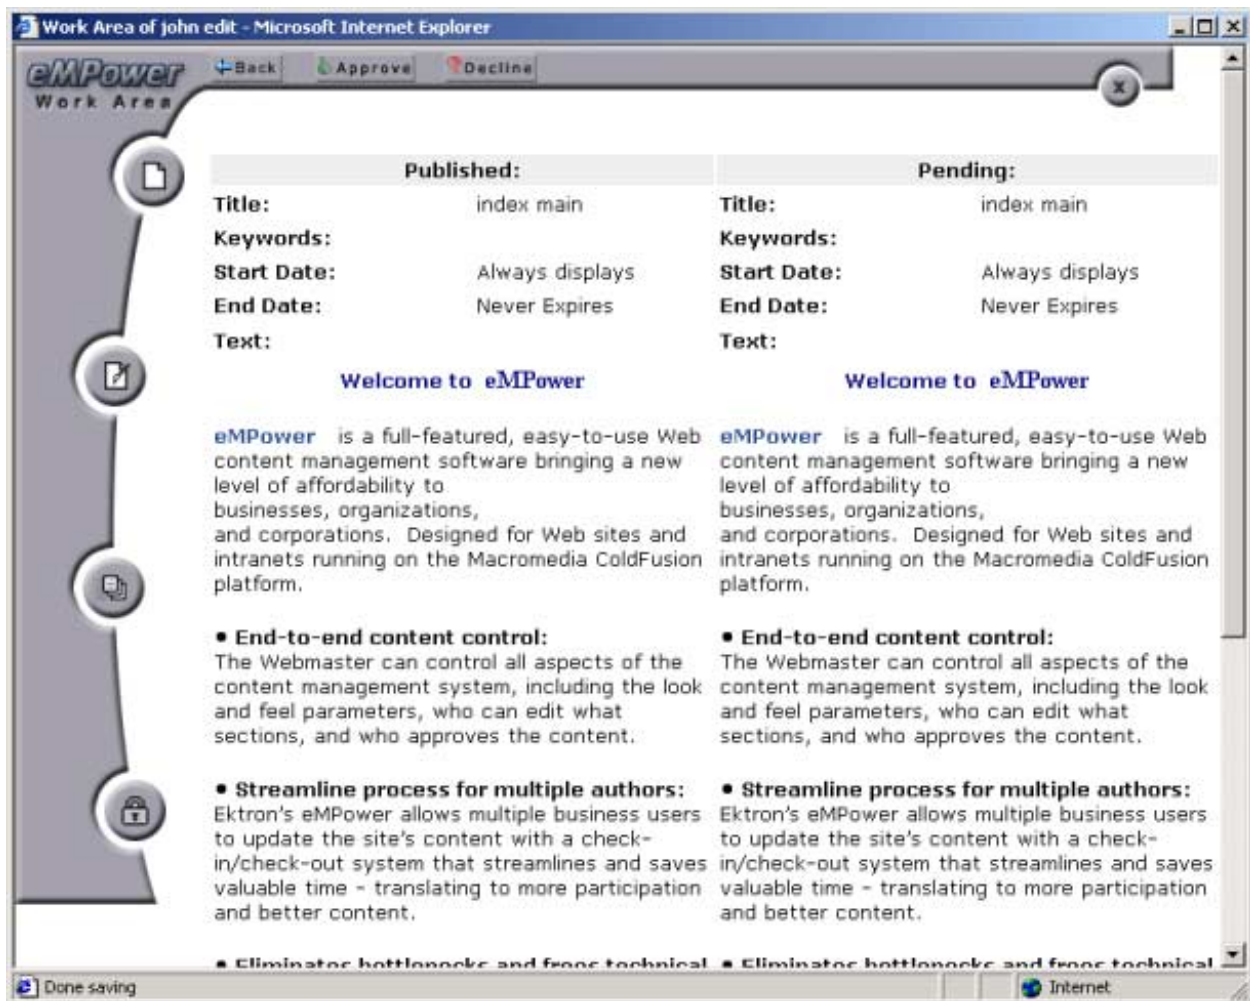 Work Area of john edit - Microsoft Internet Explorer
eMPower
Work Area
Back Approve Decline
x
Published: Pending:
Title: index main Title: index main
Keywords: Keywords:
Start Date: Always displays Start Date: Always displays
End Date: Never Expires End Date: Never Expires
Text: Text:
Welcome to eMPower
eMPower is a full-featured, easy-to-use Web
content management software bringing a new
level of affordability to
businesses, organizations,
and corporations. Designed for Web sites and
intranets running on the Macromedia ColdFusion
platform.
• End-to-end content control:
The Webmaster can control all aspects of the
content management system, including the look
and feel parameters, who can edit what
sections, and who approves the content.
• Streamline process for multiple authors:
Ektron's eMPower allows multiple business users
to update the site's content with a check-
in/check-out system that streamlines and saves
valuable time - translating to more participation
and better content.
• Eliminates bottlenecks and frees technical
Welcome to eMPower
eMPower is a full-featured, easy-to-use Web
content management software bringing a new
level of affordability to
businesses, organizations,
and corporations. Designed for Web sites and
intranets running on the Macromedia ColdFusion
platform.
• End-to-end content control:
The Webmaster can control all aspects of the
content management system, including the look
and feel parameters, who can edit what
sections, and who approves the content.
• Streamline process for multiple authors:
Ektron's eMPower allows multiple business users
to update the site's content with a check-
in/check-out system that streamlines and saves
valuable time - translating to more participation
and better content.
• Eliminates bottlenecks and frees technical
Done saving Internet